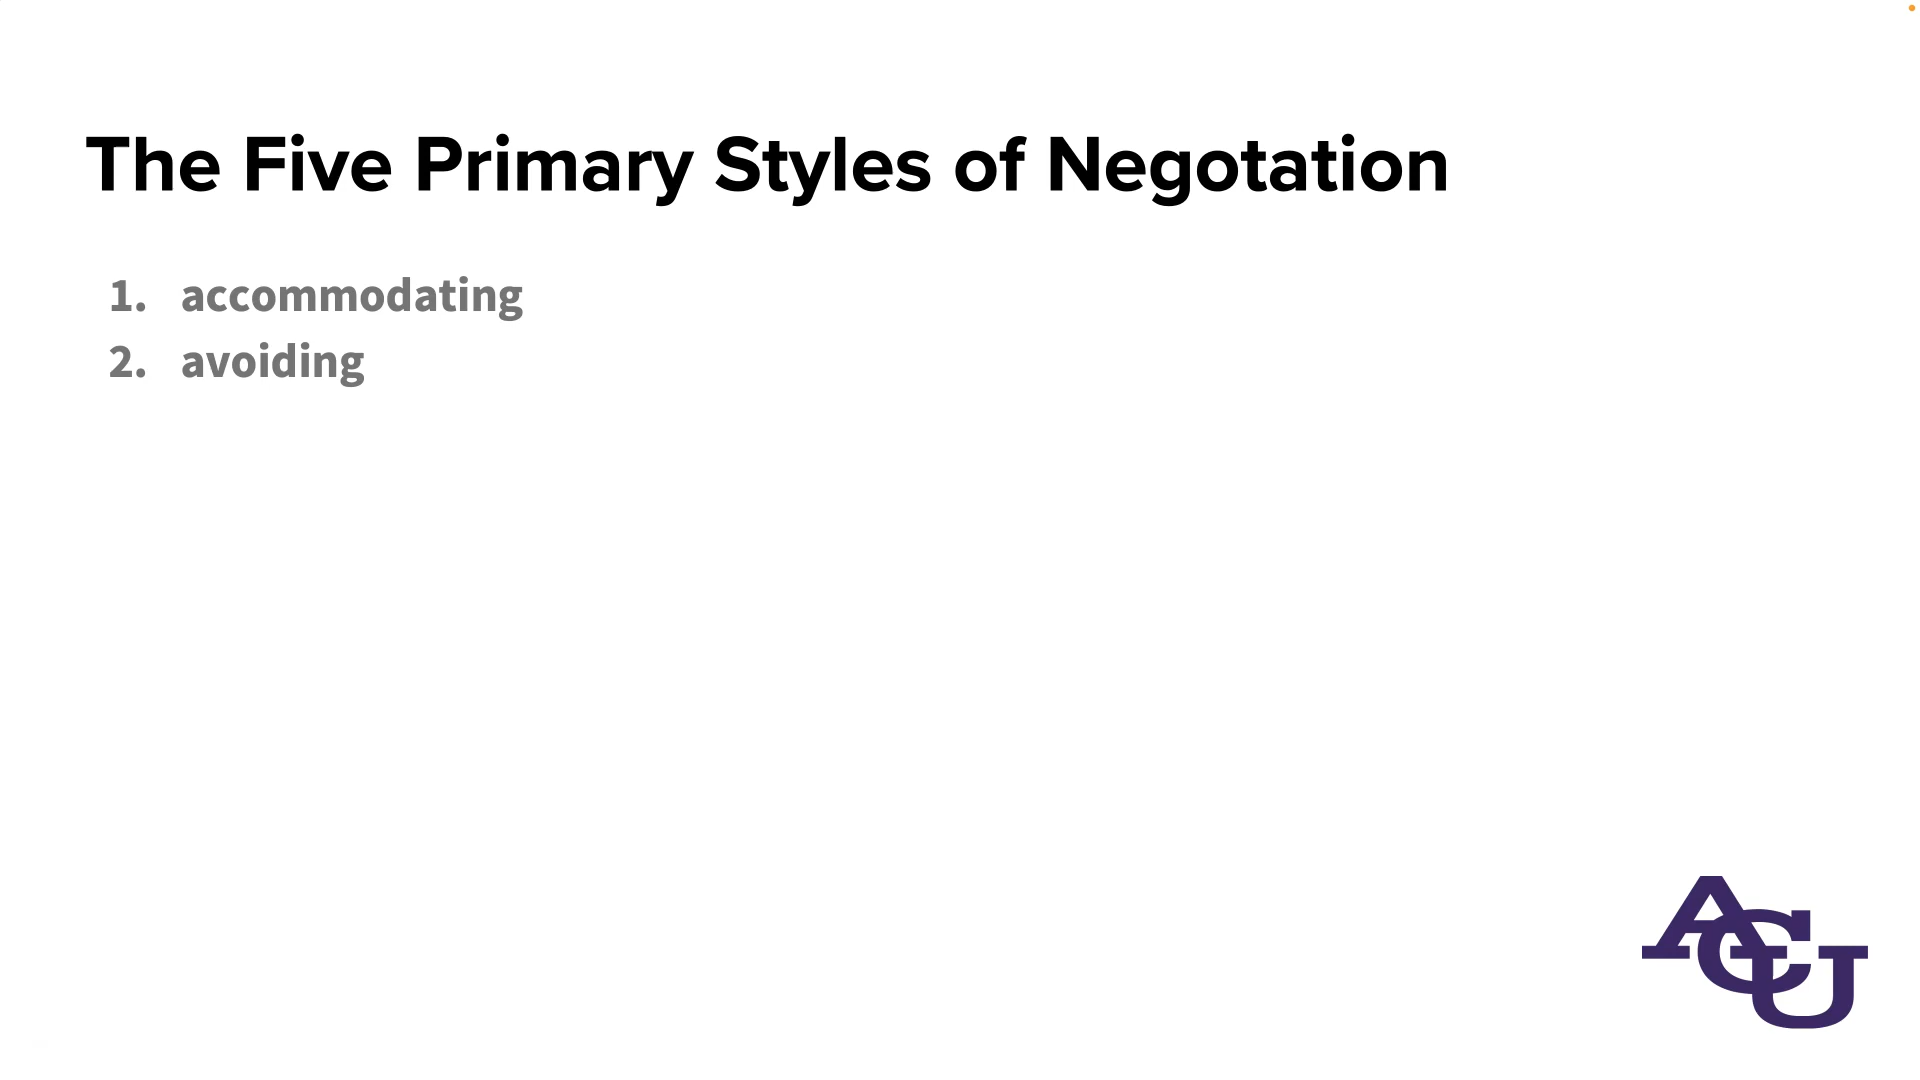 The Five Primary Styles of Negotation
1. accommodating
2. avoiding
ACU